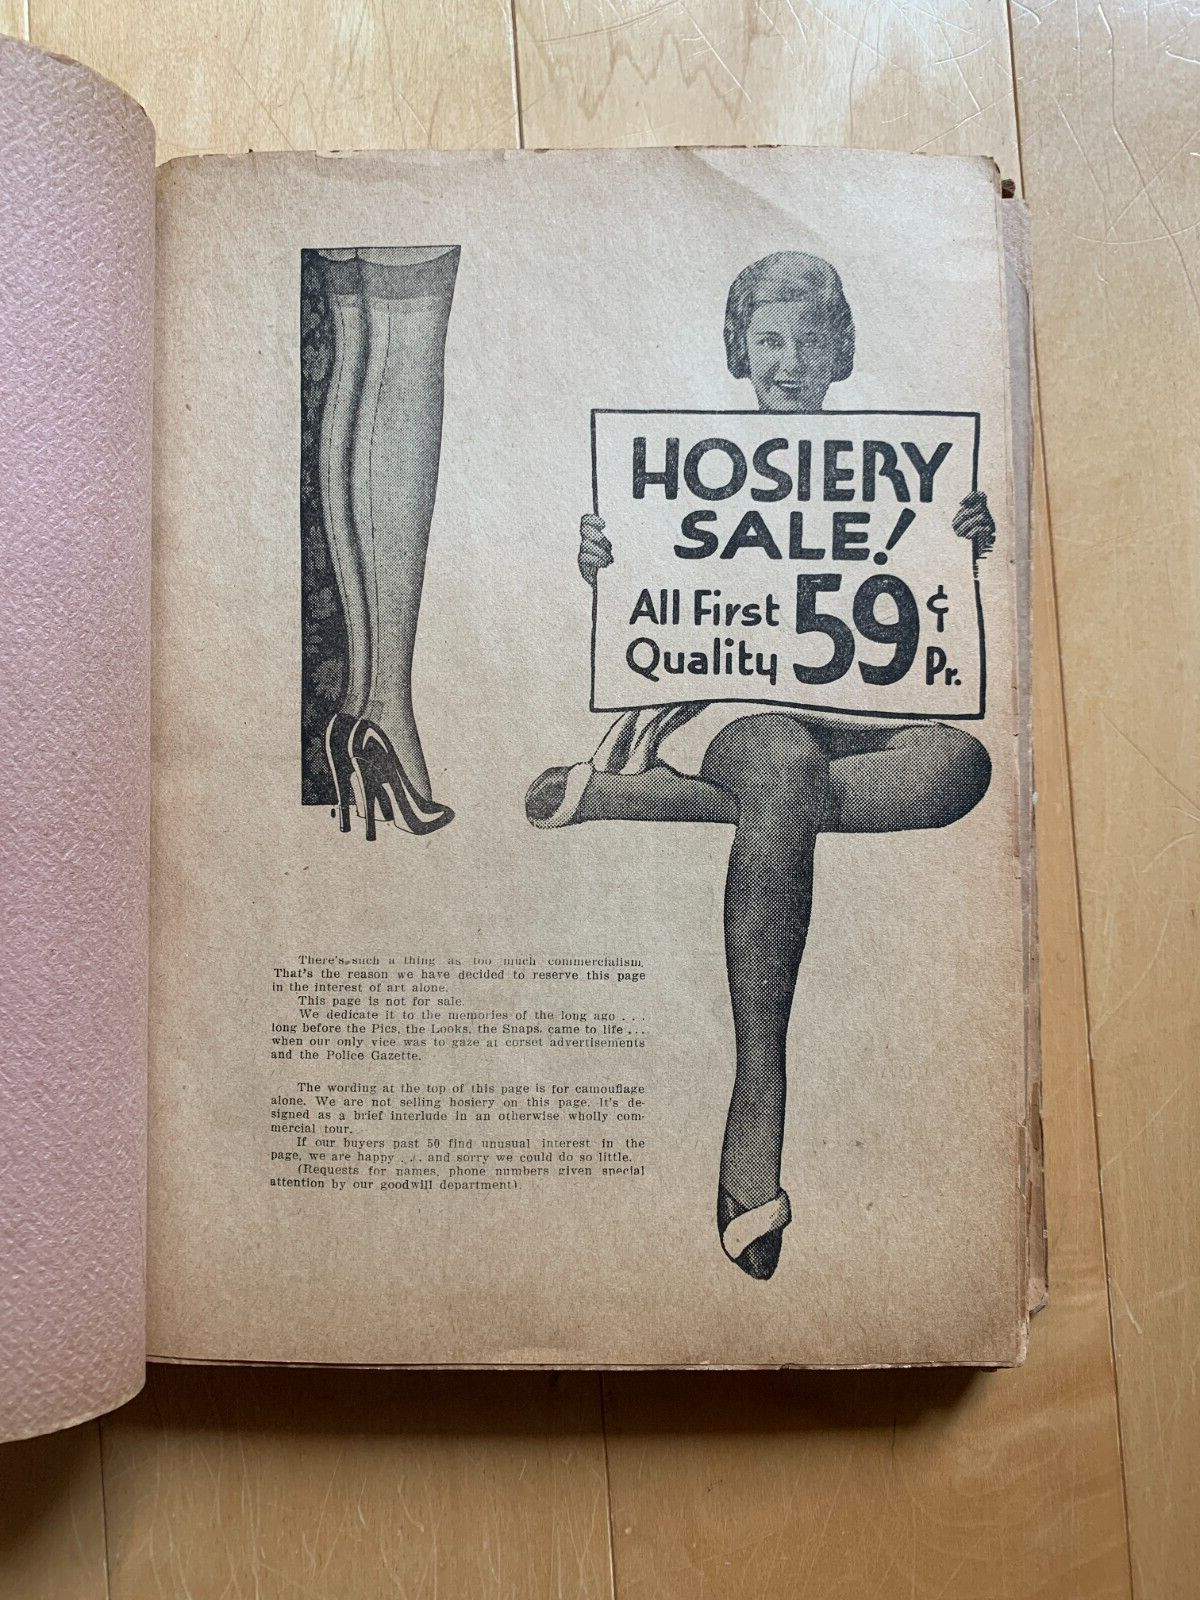 HOSIERY
SALE!
All First
Quality 59¢ Pr.
There's such a thing as too much commercialism.
That's the reason we have decided to reserve this page
in the interest of art alone.
This page is not for sale.
We dedicate it to the memories of the long ago . . .
long before the Pics, the Looks, the Snaps, came to life . . .
when our only vice was to gaze at corset advertisements
and the Police Gazette.
The wording at the top of this page is for camouflage
alone. We are not selling hosiery on this page. It's de-
signed as a brief interlude in an otherwise wholly com-
mercial tour.
If our buyers past 50 find unusual interest in the
page, we are happy . . . and sorry we could do so little.
(Requests for names, phone numbers given special
attention by our goodwill department).